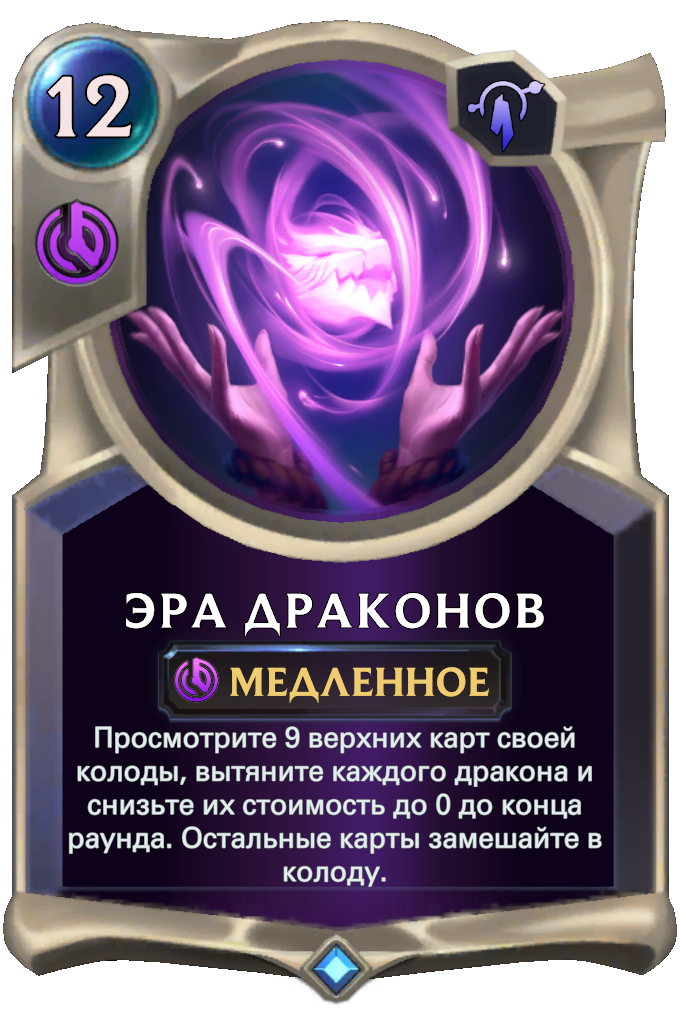 12
ЭРА ДРАКОНОВ
МЕДЛЕННОЕ
Просмотрите 9 верхних карт своей
колоды, вытяните каждого дракона и
снизьте их стоимость до 0 до конца
раунда. Остальные карты замешайте в
колоду.